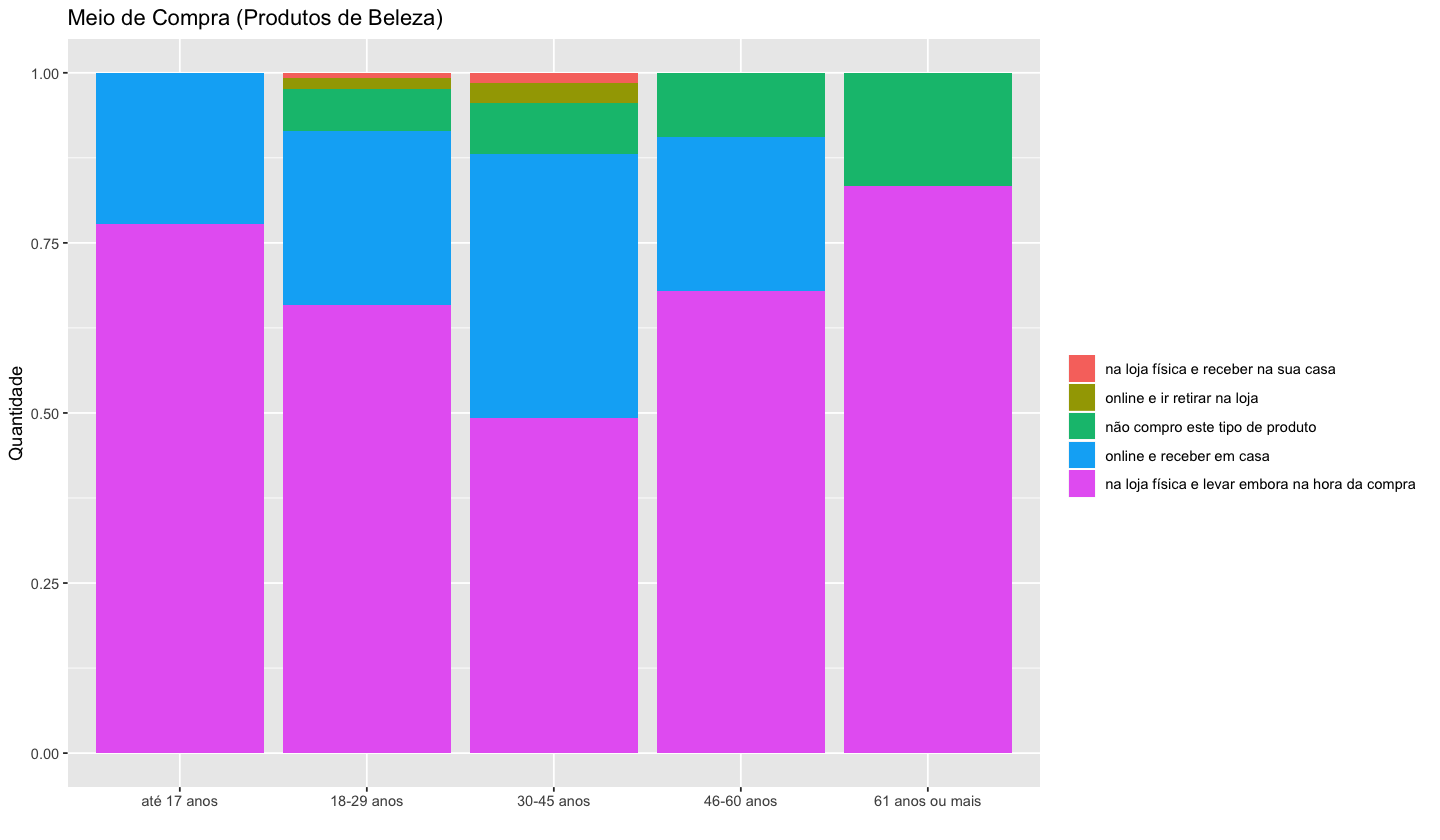 Meio de Compra (Produtos de Beleza)
Quantidade
1.00
0.75
0.50
0.25
0.00
até 17 anos
18-29 anos
30-45 anos
46-60 anos
61 anos ou mais
na loja física e receber na sua casa
online e ir retirar na loja
não compro este tipo de produto
online e receber em casa
na loja física e levar embora na hora da compra